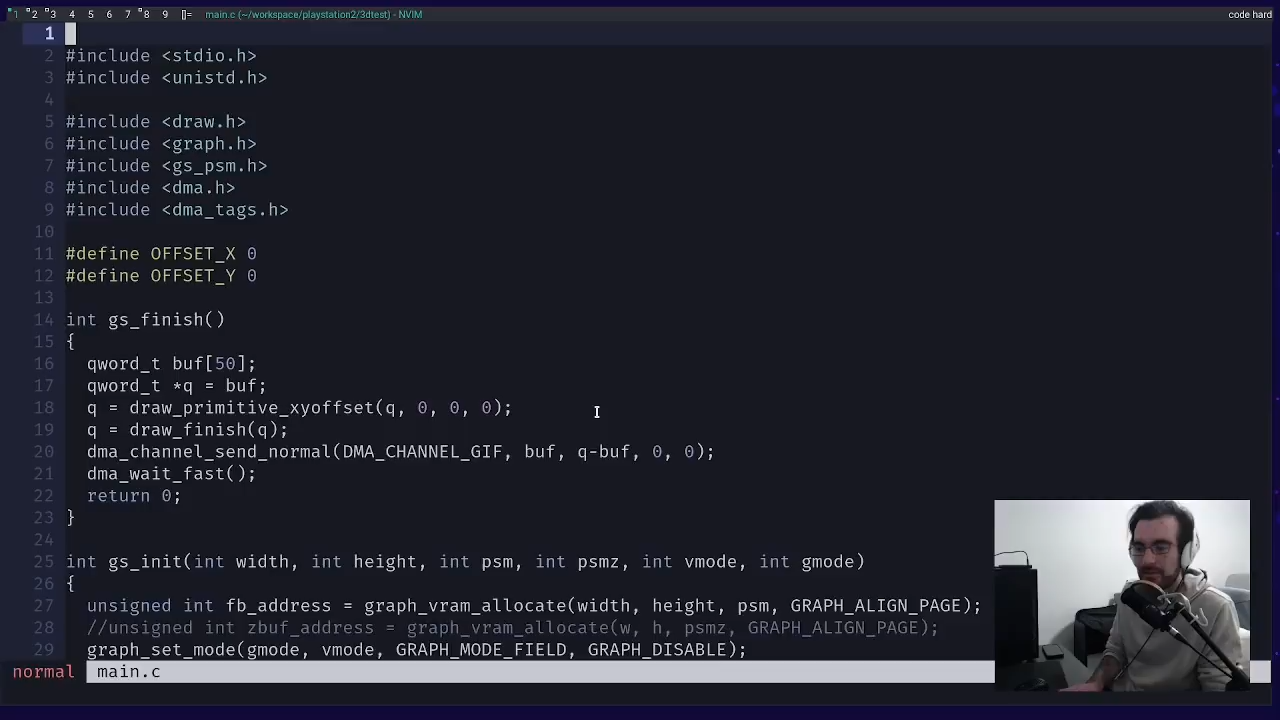 1 2 3 4 5 6 7 8 9 []= main.c (~/workspace/playstation2/3dtest) - NVIM code hard
1
2 #include <stdio.h>
3 #include <unistd.h>
4
5 #include <draw.h>
6 #include <graph.h>
7 #include <gs_psm.h>
8 #include <dma.h>
9 #include <dma_tags.h>
10
11 #define OFFSET_X 0
12 #define OFFSET_Y 0
13
14 int gs_finish()
15 {
16 qword_t buf[50];
17 qword_t *q = buf;
18 q = draw_primitive_xyoffset(q, 0, 0, 0);
19 q = draw_finish(q);
20 dma_channel_send_normal(DMA_CHANNEL_GIF, buf, q-buf, 0, 0);
21 dma_wait_fast();
22 return 0;
23 }
24
25 int gs_init(int width, int height, int psm, int psmz, int vmode, int gmode)
26 {
27 unsigned int fb_address = graph_vram_allocate(width, height, psm, GRAPH_ALIGN_PAGE);
28 //unsigned int zbuf_address = graph_vram_allocate(w, h, psmz, GRAPH_ALIGN_PAGE);
29 graph_set_mode(gmode, vmode, GRAPH_MODE_FIELD, GRAPH_DISABLE);
normal main.c